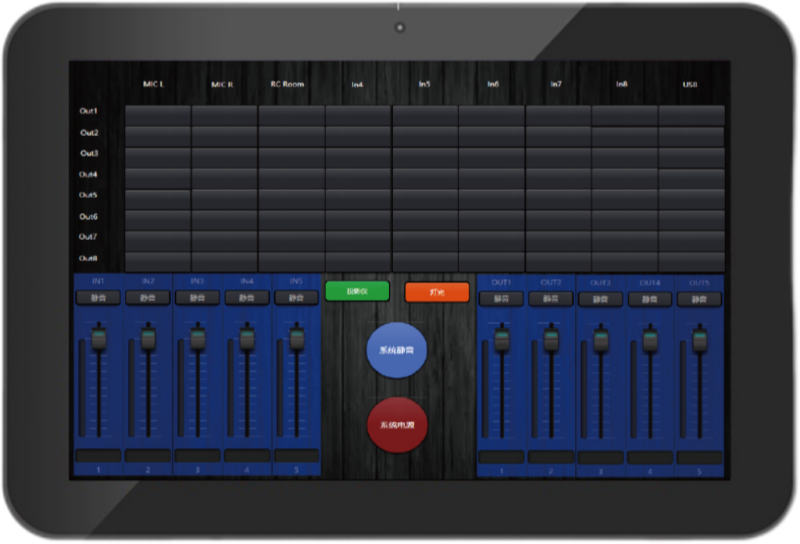 MIC L MIC R RC Room In4 In5 In6 In7 In8 USB
Out1
Out2
Out3
Out4
Out5
Out6
Out7
Out8
IN1 IN2 IN3 IN4 IN5
静音 静音 静音 静音 静音
灯光
OUT1 OUT2 OUT3 OUT4 OUT5
静音 静音 静音 静音 静音
系统静音
系统电源
1 2 3 4 5
1 2 3 4 5